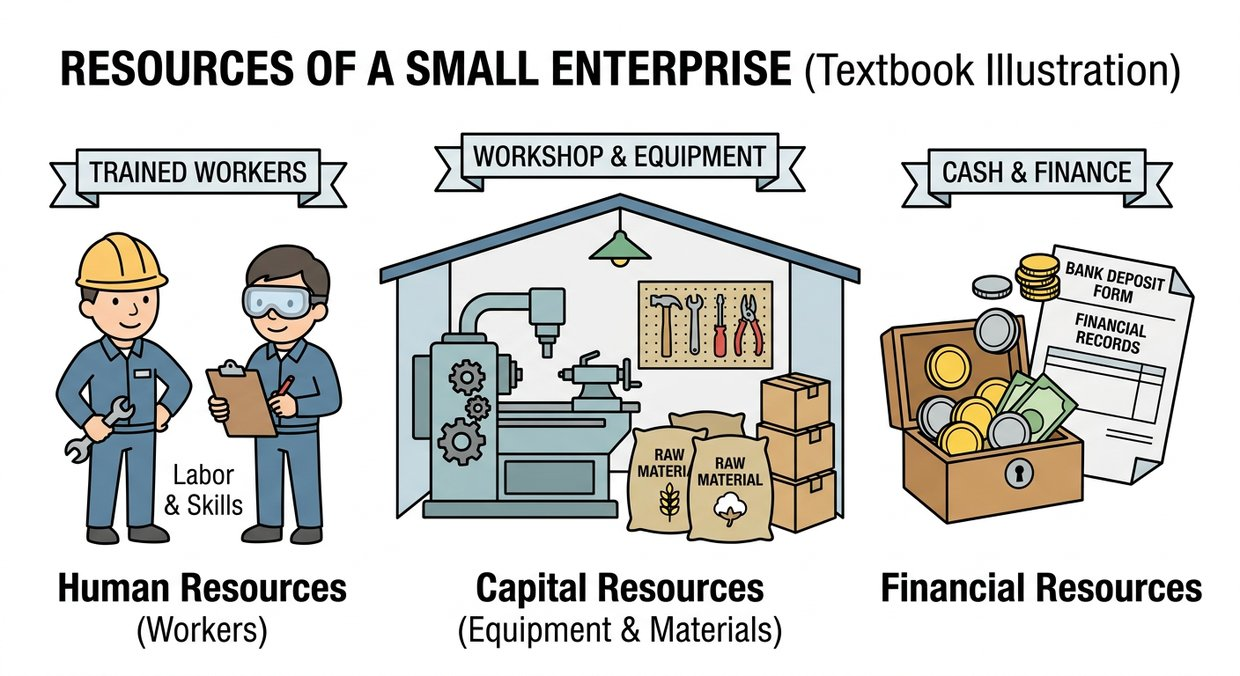 RESOURCES OF A SMALL ENTERPRISE (Textbook Illustration)
TRAINED WORKERS
Labor
& Skills
Human Resources
(Workers)
WORKSHOP & EQUIPMENT
RAW
MATERIA
RAW
MATERIAL
Capital Resources
(Equipment & Materials)
CASH & FINANCE
BANK DEPOSIT
FORM
FINANCIAL
RECORDS
Financial Resources